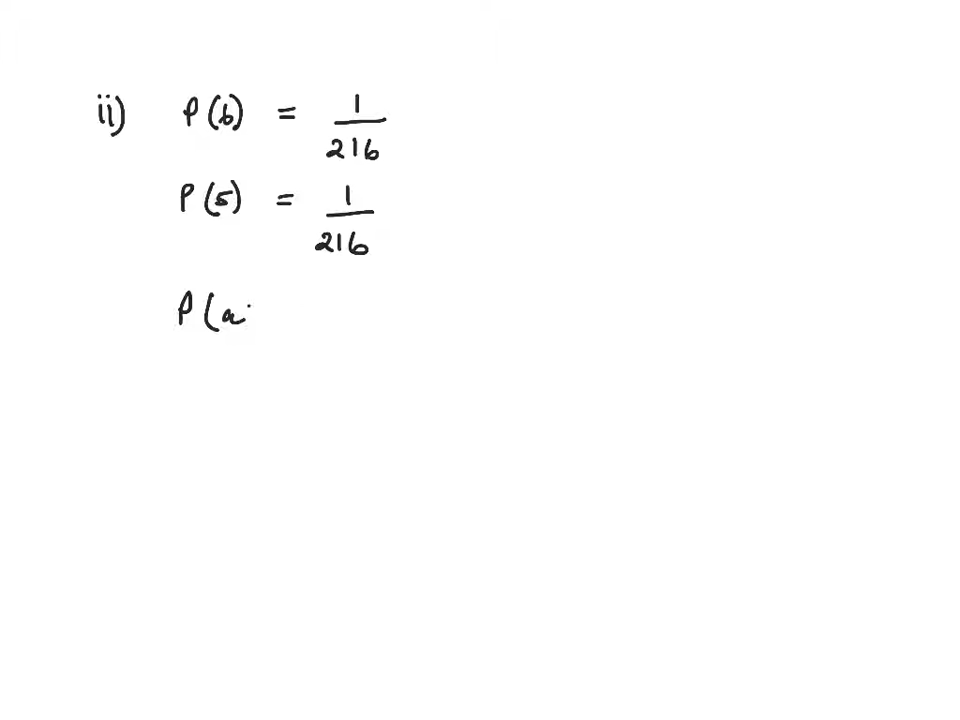 ii) P(6) = 1/216
P(5) = 1/216
P(a